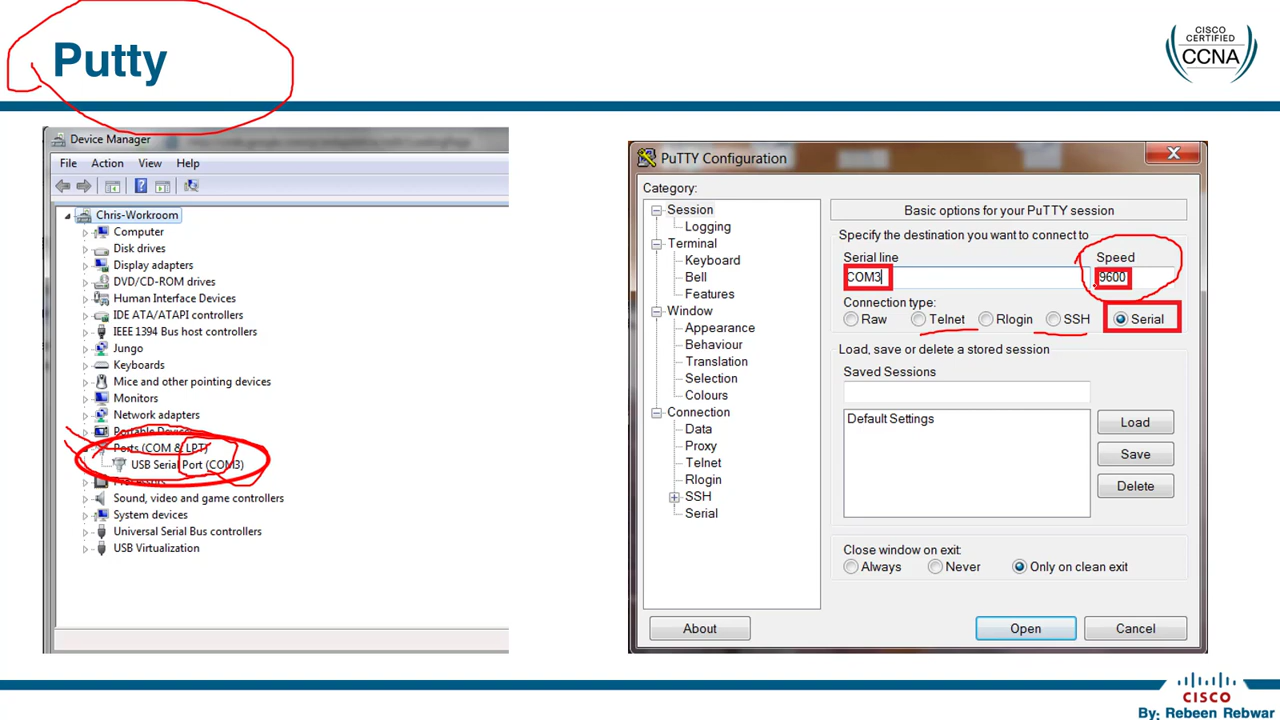 Putty
CISCO
CERTIFIED
CCNA
Device Manager
File Action View Help
Chris-Workroom
Computer
Disk drives
Display adapters
DVD/CD-ROM drives
Human Interface Devices
IDE ATA/ATAPI controllers
IEEE 1394 Bus host controllers
Jungo
Keyboards
Mice and other pointing devices
Monitors
Network adapters
Portable Devices
Ports (COM & LPT)
USB Serial Port (COM3)
Processors
Sound, video and game controllers
System devices
Universal Serial Bus controllers
USB Virtualization
PuTTY Configuration
Category:
Session
Logging
Terminal
Keyboard
Bell
Features
Window
Appearance
Behaviour
Translation
Selection
Colours
Connection
Data
Proxy
Telnet
Rlogin
SSH
Serial
Basic options for your PuTTY session
Specify the destination you want to connect to
Serial line Speed
COM3 9600
Connection type:
Raw Telnet Rlogin SSH Serial
Load, save or delete a stored session
Saved Sessions
Default Settings
Load
Save
Delete
Close window on exit:
Always Never Only on clean exit
About Open Cancel
CISCO
By: Rebeen Rebwar